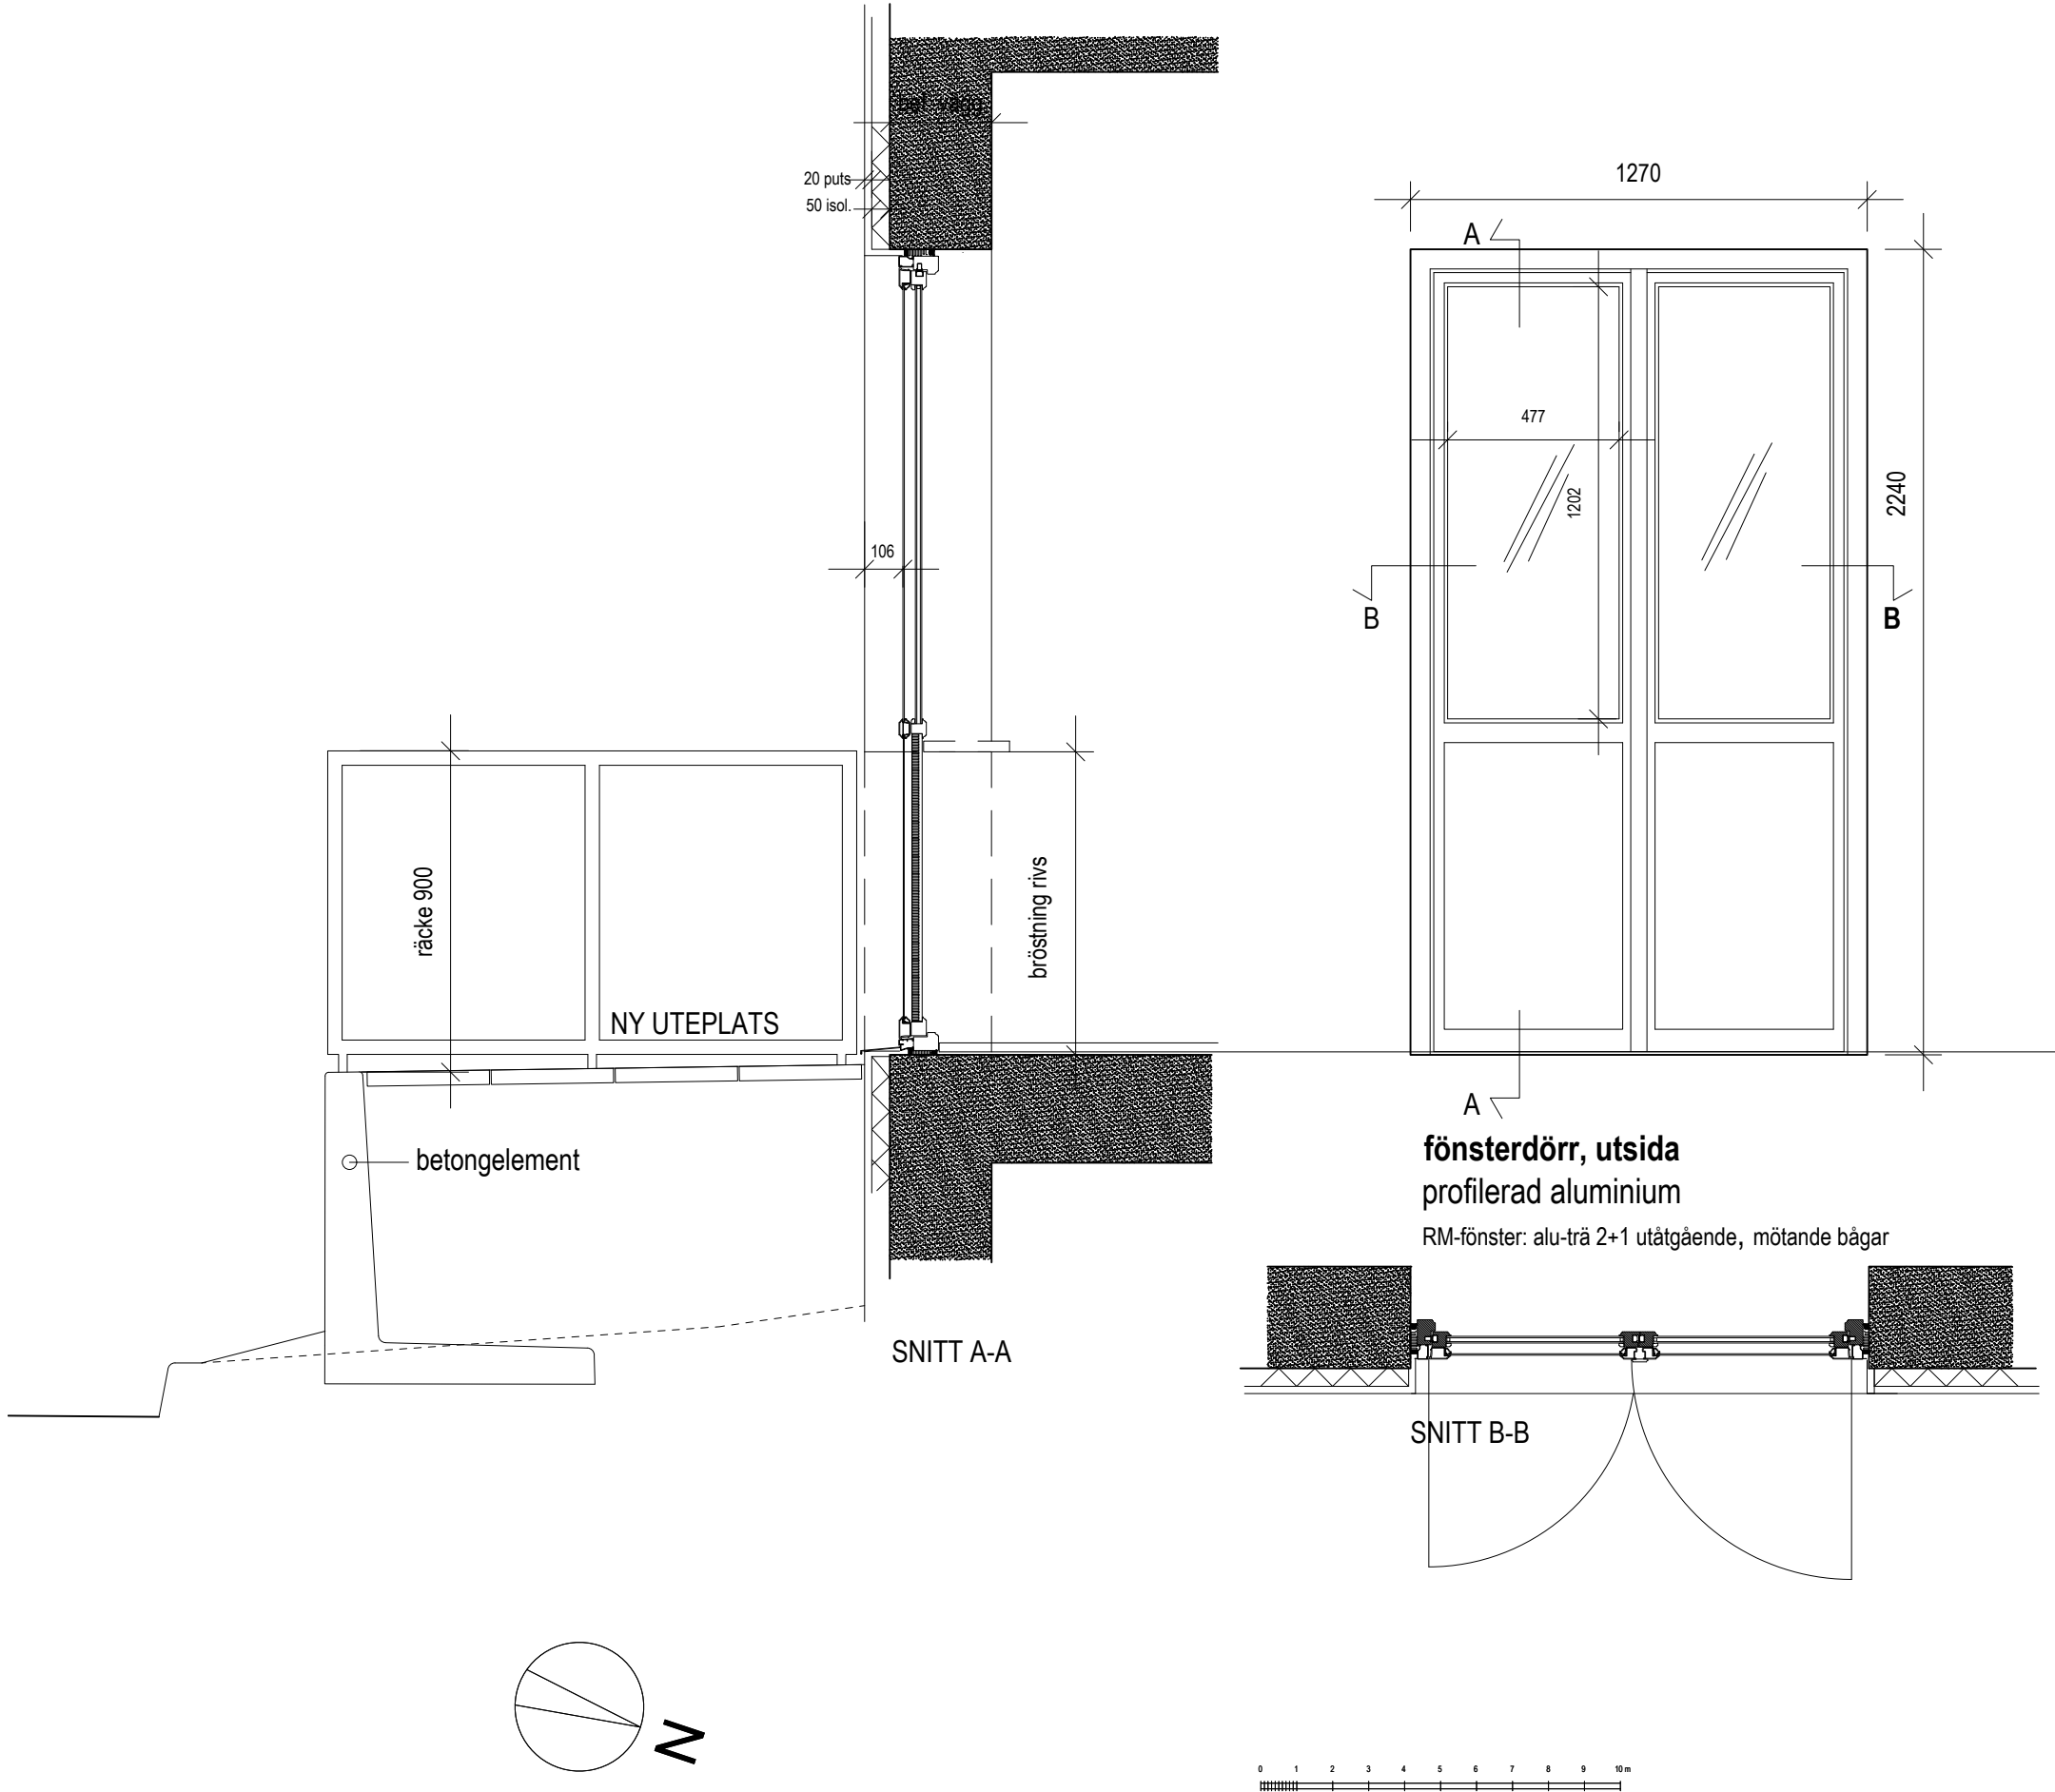 bef. vägg
20 puts
50 isol.
106
räcke 900
NY UTEPLATS
bröstning rivs
betongelement
SNITT A-A
1270
A
477
1202
2240
B
B
A
fönsterdörr, utsida
profilerad aluminium
RM-fönster: alu-trä 2+1 utåtgående, mötande bågar
SNITT B-B
N
0 1 2 3 4 5 6 7 8 9 10 m